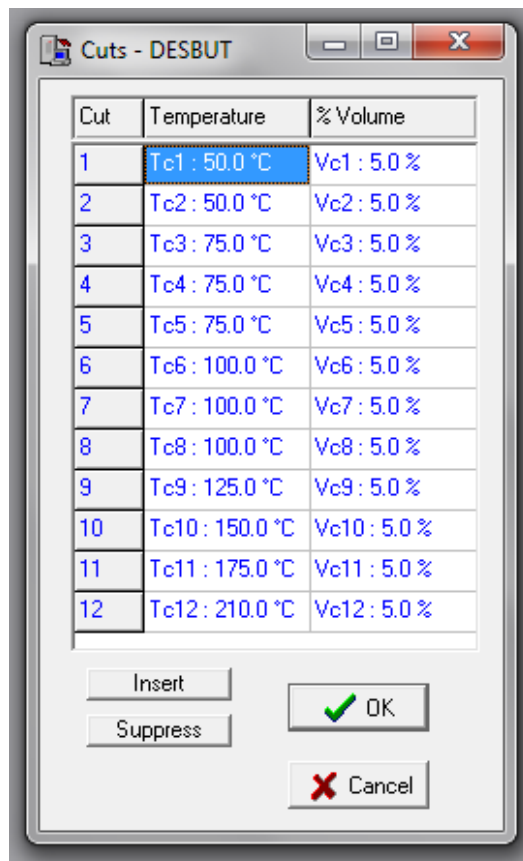 Cuts - DESBUT
Cut Temperature % Volume
1 Tc1 : 50.0 °C Vc1 : 5.0 %
2 Tc2 : 50.0 °C Vc2 : 5.0 %
3 Tc3 : 75.0 °C Vc3 : 5.0 %
4 Tc4 : 75.0 °C Vc4 : 5.0 %
5 Tc5 : 75.0 °C Vc5 : 5.0 %
6 Tc6 : 100.0 °C Vc6 : 5.0 %
7 Tc7 : 100.0 °C Vc7 : 5.0 %
8 Tc8 : 100.0 °C Vc8 : 5.0 %
9 Tc9 : 125.0 °C Vc9 : 5.0 %
10 Tc10 : 150.0 °C Vc10 : 5.0 %
11 Tc11 : 175.0 °C Vc11 : 5.0 %
12 Tc12 : 210.0 °C Vc12 : 5.0 %
Insert
OK
Suppress
Cancel